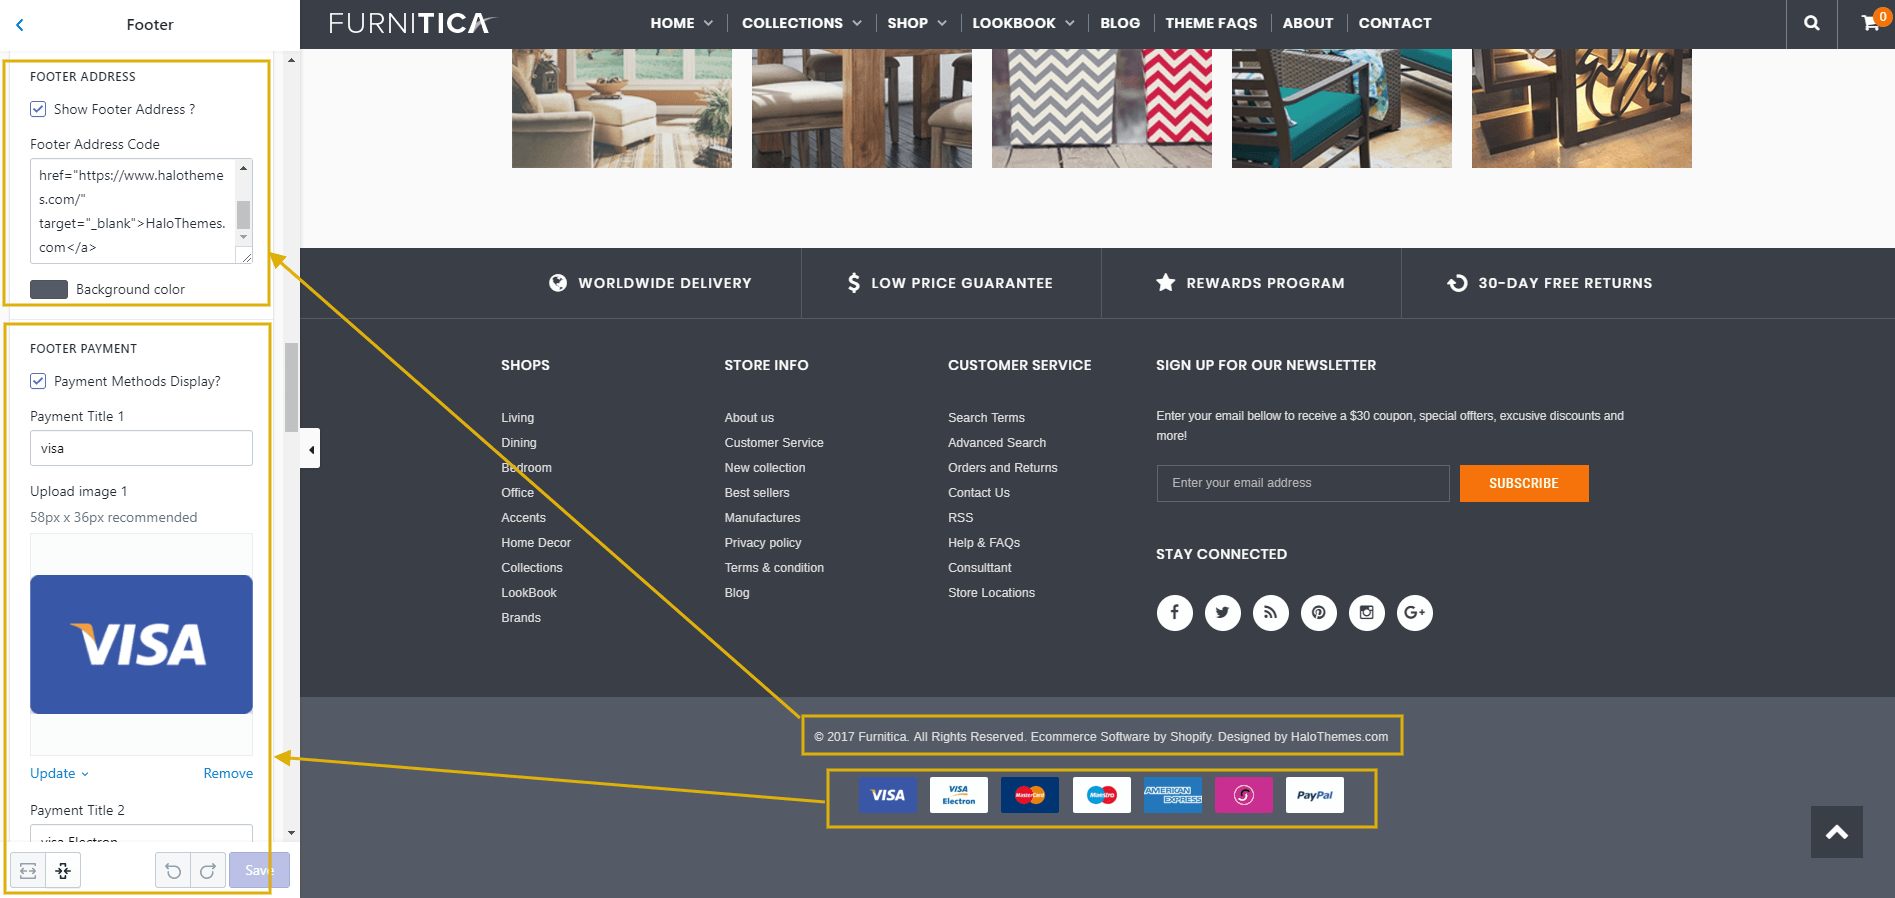 Footer
FOOTER ADDRESS
Show Footer Address ?
Footer Address Code
href="https://www.halotheme
s.com/"
target="_blank">HaloThemes.
com</a>
Background color
FOOTER PAYMENT
Payment Methods Display?
Payment Title 1
visa
Upload image 1
58px x 36px recommended
VISA
Update
Remove
Payment Title 2
visa Electron
Save
FURNITICA
HOME
COLLECTIONS
SHOP
LOOKBOOK
BLOG
THEME FAQS
ABOUT
CONTACT
0
WORLDWIDE DELIVERY
LOW PRICE GUARANTEE
REWARDS PROGRAM
30-DAY FREE RETURNS
SHOPS
Living
Dining
Bedroom
Office
Accents
Home Decor
Collections
LookBook
Brands
STORE INFO
About us
Customer Service
New collection
Best sellers
Manufactures
Privacy policy
Terms & condition
Blog
CUSTOMER SERVICE
Search Terms
Advanced Search
Orders and Returns
Contact Us
RSS
Help & FAQs
Consulttant
Store Locations
SIGN UP FOR OUR NEWSLETTER
Enter your email bellow to receive a $30 coupon, special offters, excusive discounts and
more!
Enter your email address
SUBSCRIBE
STAY CONNECTED
© 2017 Furnitica. All Rights Reserved. Ecommerce Software by Shopify. Designed by HaloThemes.com
VISA
VISA
Electron
MasterCard
Maestro
AMERICAN
EXPRESS
PayPal